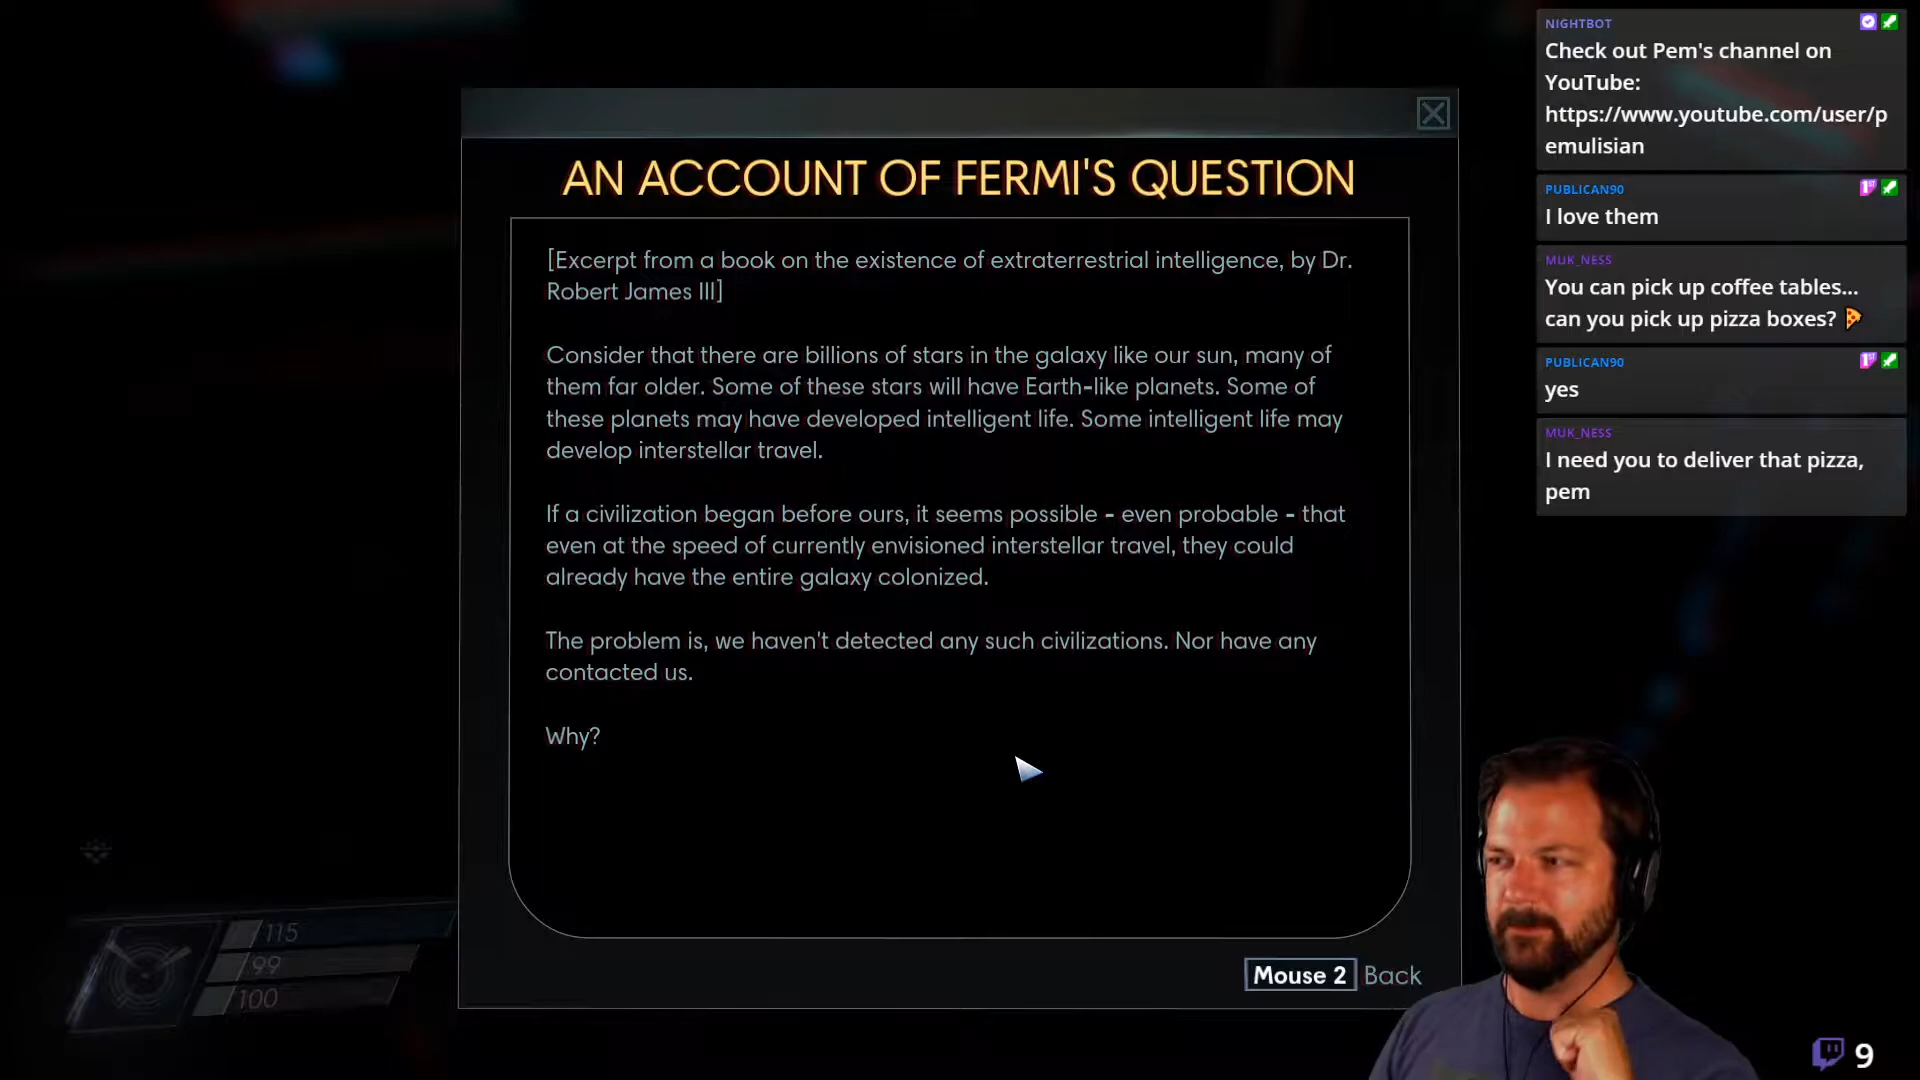 AN ACCOUNT OF FERMI'S QUESTION
[Excerpt from a book on the existence of extraterrestrial intelligence, by Dr.
Robert James III]
Consider that there are billions of stars in the galaxy like our sun, many of
them far older. Some of these stars will have Earth-like planets. Some of
these planets may have developed intelligent life. Some intelligent life may
develop interstellar travel.
If a civilization began before ours, it seems possible - even probable - that
even at the speed of currently envisioned interstellar travel, they could
already have the entire galaxy colonized.
The problem is, we haven't detected any such civilizations. Nor have any
contacted us.
Why?
Mouse 2 Back
115
99
100
NIGHTBOT
Check out Pem's channel on
YouTube:
https://www.youtube.com/user/p
emulisian
PUBLICAN90
I love them
MUK_NESS
You can pick up coffee tables...
can you pick up pizza boxes?
PUBLICAN90
yes
MUK_NESS
I need you to deliver that pizza,
pem
9